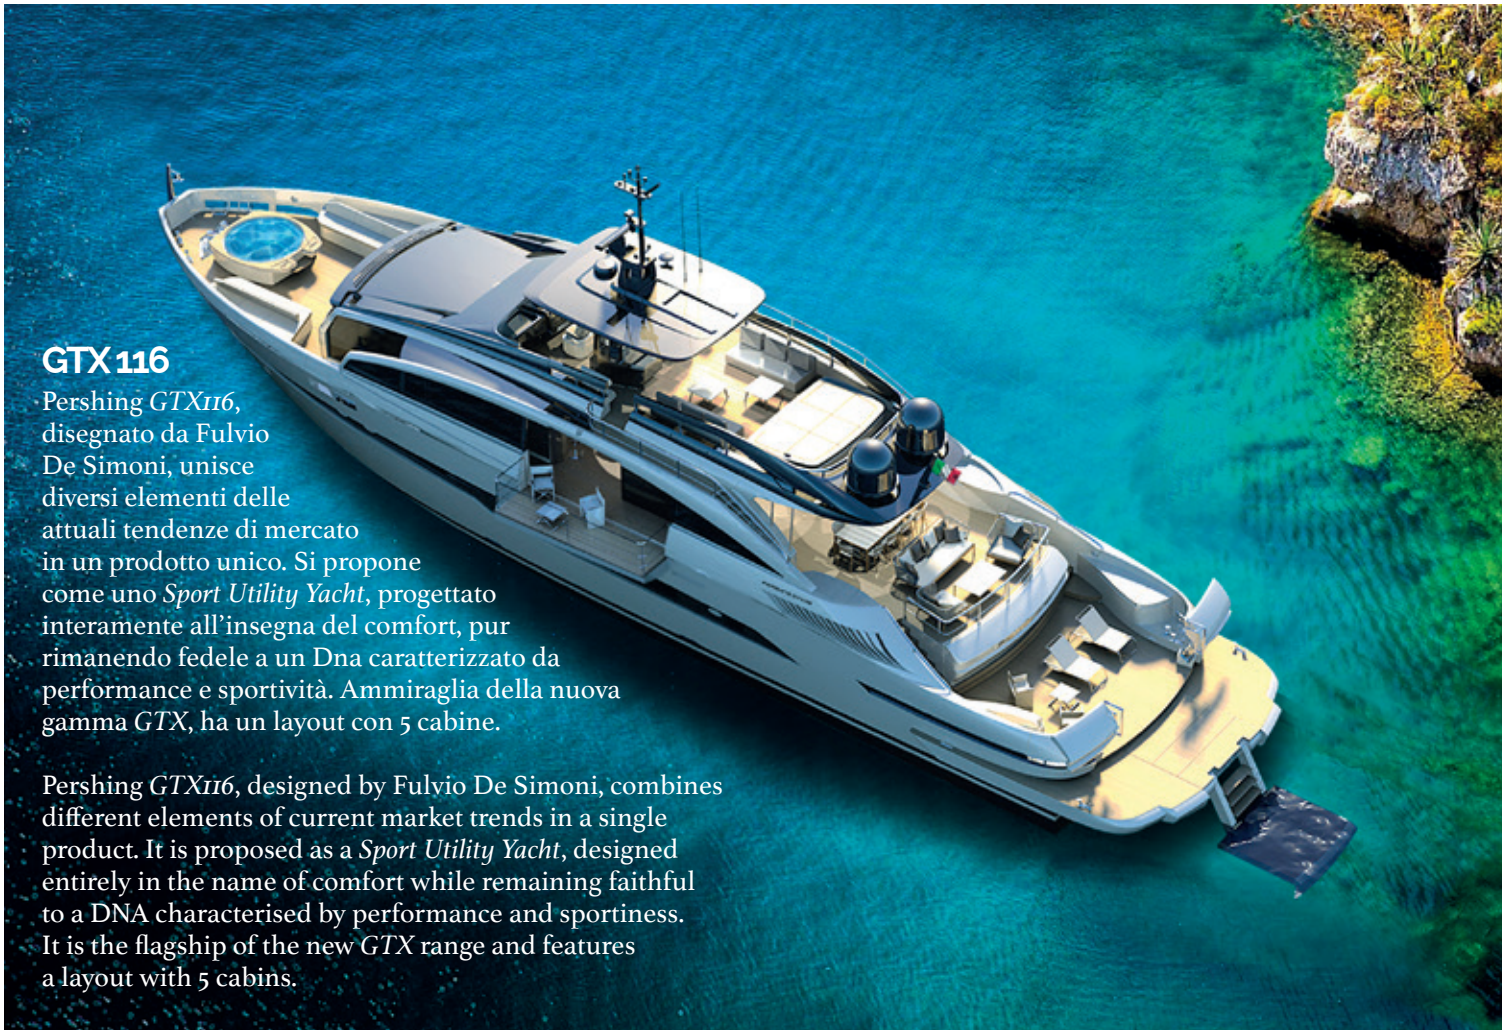 GTX 116
Pershing GTX116,
disegnato da Fulvio
De Simoni, unisce
diversi elementi delle
attuali tendenze di mercato
in un prodotto unico. Si propone
come uno Sport Utility Yacht, progettato
interamente all’insegna del comfort, pur
rimanendo fedele a un Dna caratterizzato da
performance e sportività. Ammiraglia della nuova
gamma GTX, ha un layout con 5 cabine.
Pershing GTX116, designed by Fulvio De Simoni, combines
different elements of current market trends in a single
product. It is proposed as a Sport Utility Yacht, designed
entirely in the name of comfort while remaining faithful
to a DNA characterised by performance and sportiness.
It is the flagship of the new GTX range and features
a layout with 5 cabins.